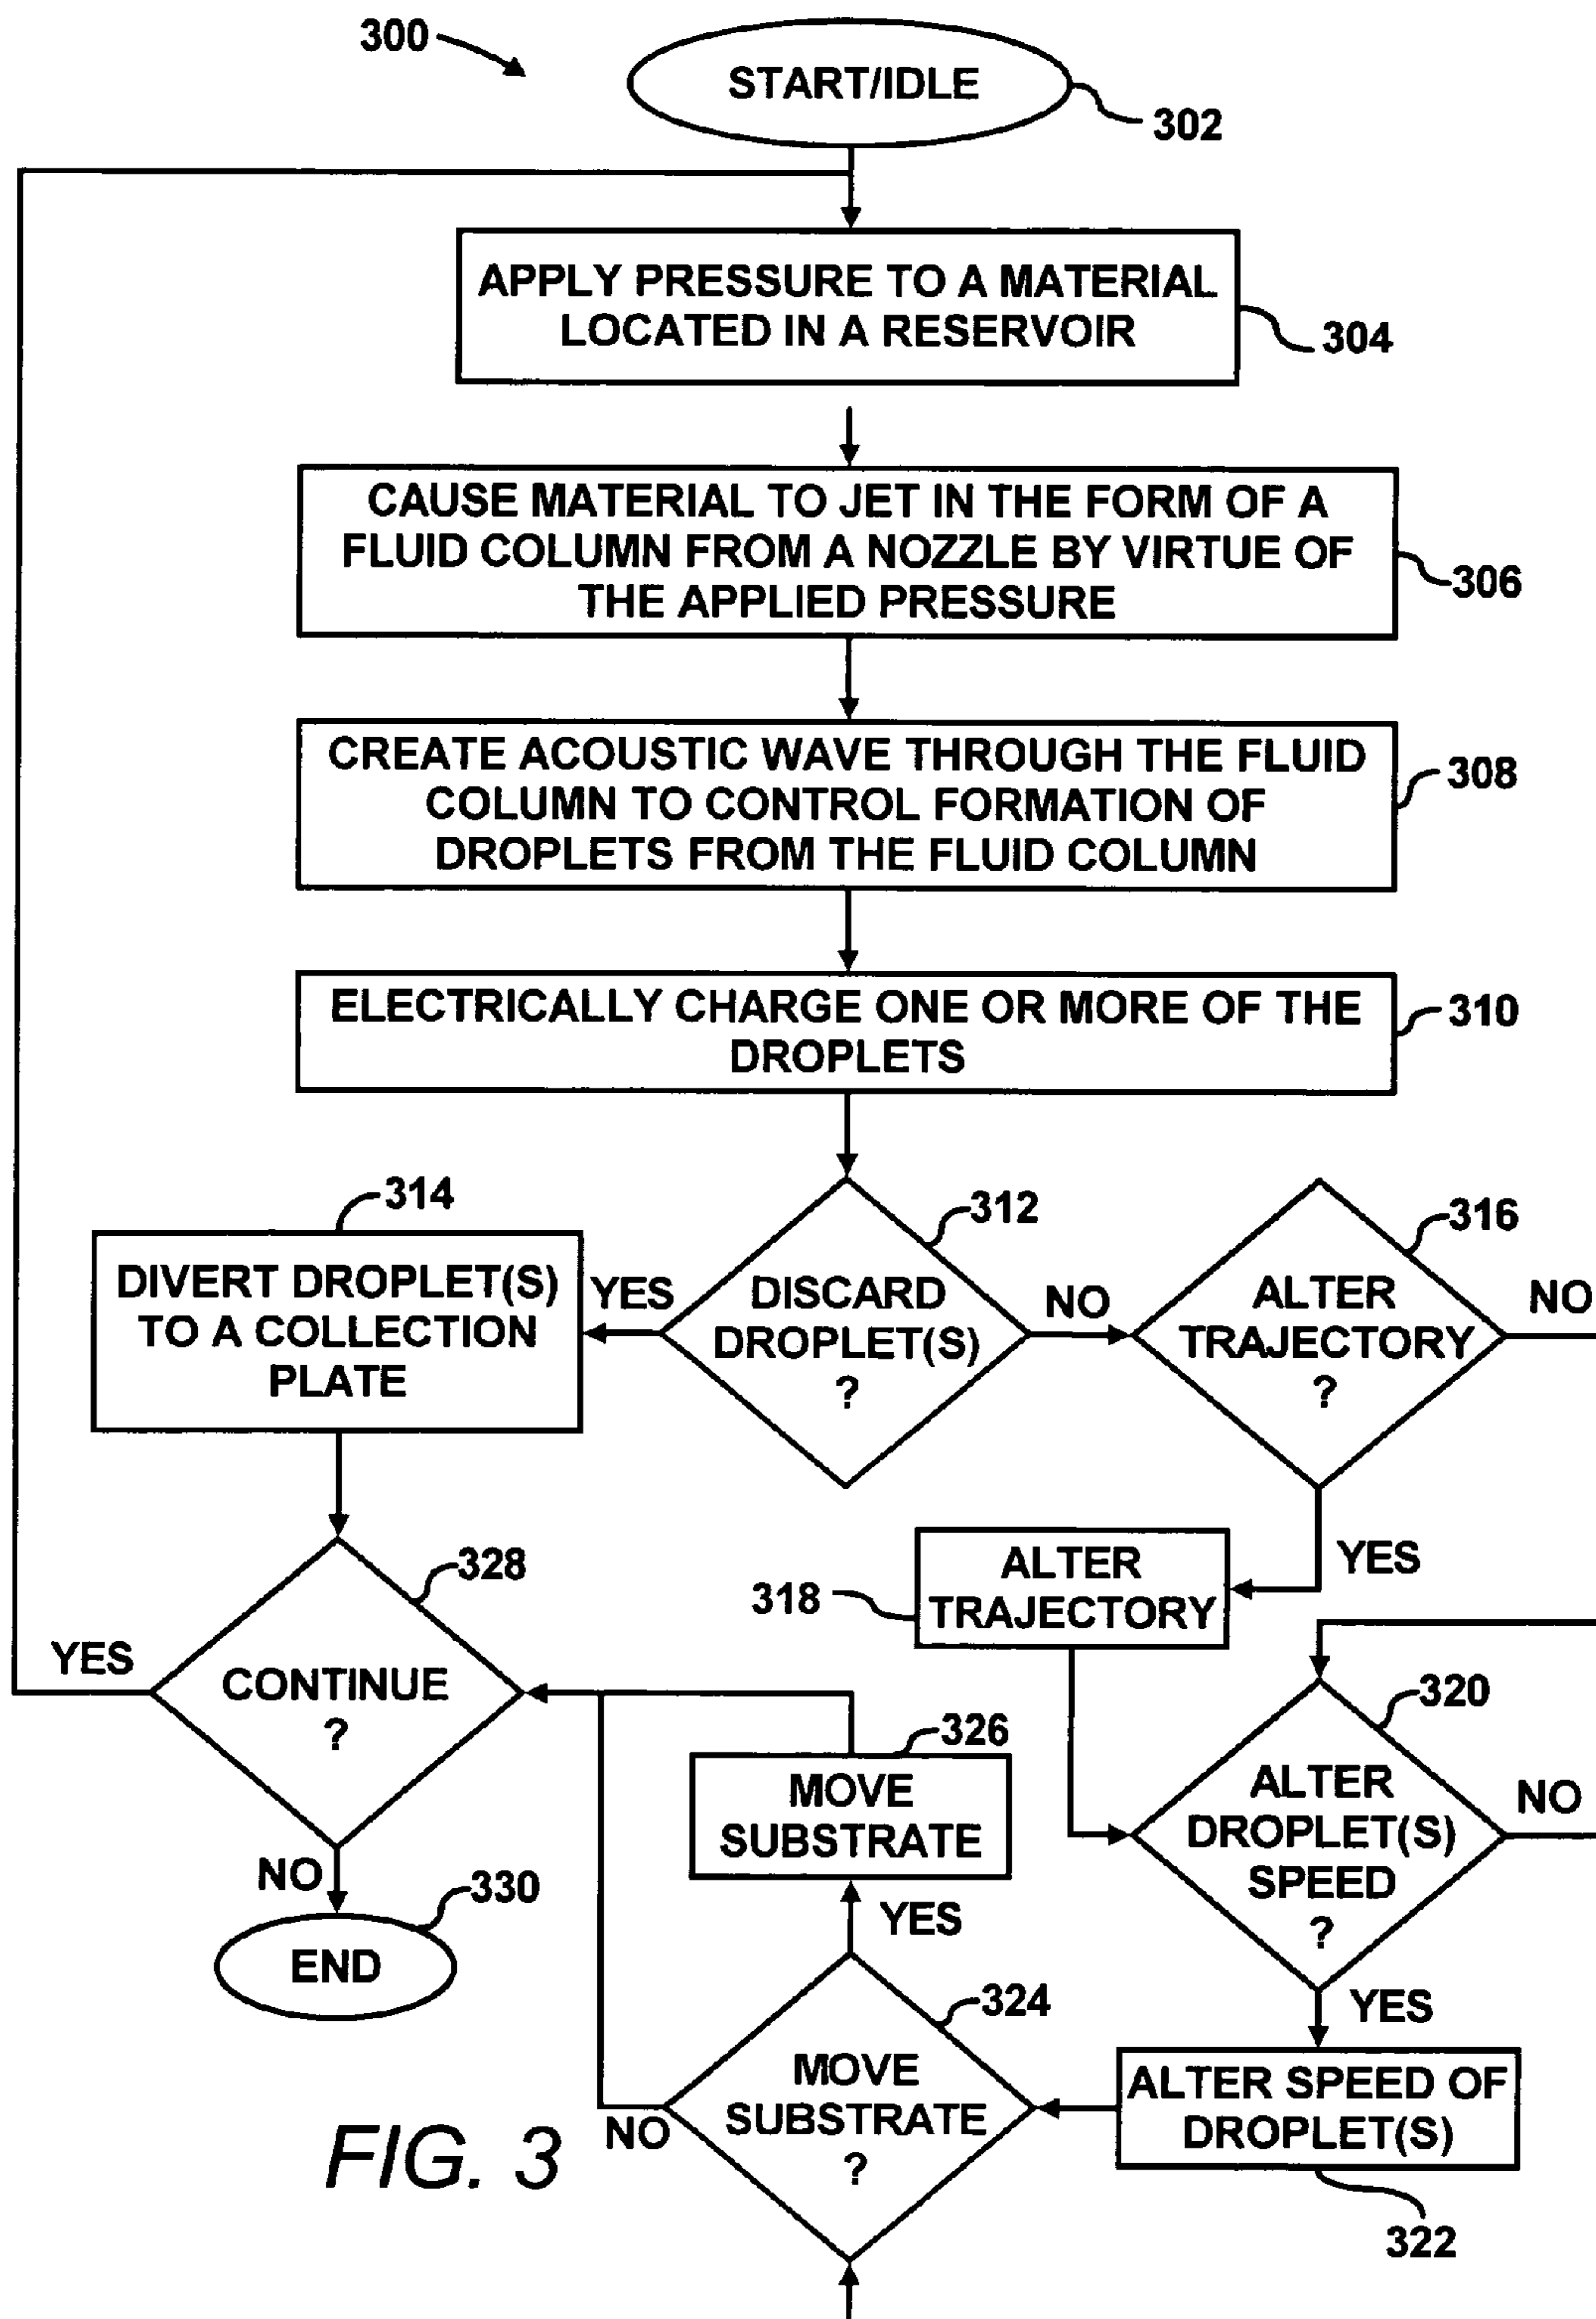 300
START/IDLE
302
APPLY PRESSURE TO A MATERIAL
LOCATED IN A RESERVOIR
304
CAUSE MATERIAL TO JET IN THE FORM OF A
FLUID COLUMN FROM A NOZZLE BY VIRTUE OF
THE APPLIED PRESSURE
306
CREATE ACOUSTIC WAVE THROUGH THE FLUID
COLUMN TO CONTROL FORMATION OF
DROPLETS FROM THE FLUID COLUMN
308
ELECTRICALLY CHARGE ONE OR MORE OF THE
DROPLETS
310
314
DIVERT DROPLET(S)
TO A COLLECTION
PLATE
YES
312
DISCARD
DROPLET(S)
?
NO
316
ALTER
TRAJECTORY
?
NO
YES
318
ALTER
TRAJECTORY
328
YES
CONTINUE
?
NO
330
END
320
ALTER
DROPLET(S)
SPEED
?
NO
YES
326
MOVE
SUBSTRATE
YES
324
MOVE
SUBSTRATE
?
NO
ALTER SPEED OF
DROPLET(S)
322
FIG. 3